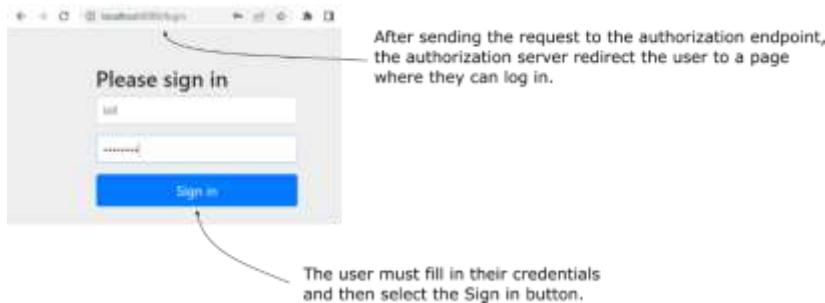 After sending the request to the authorization endpoint,
the authorization server redirect the user to a page
where they can log in.
Please sign in
Sign in
The user must fill in their credentials
and then select the Sign in button.